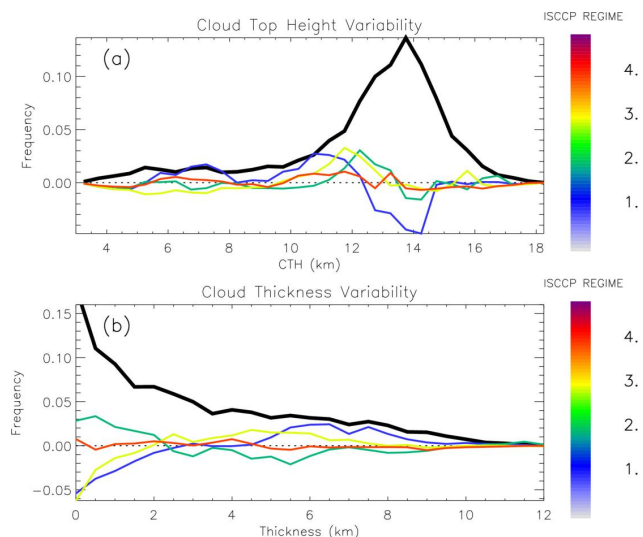 Cloud Top Height Variability
ISCCP REGIME
(a)
Frequency
0.10
0.05
0.00
4.
3.
2.
1.
4 6 8 10 12 14 16 18
CTH (km)
Cloud Thickness Variability
ISCCP REGIME
(b)
Frequency
0.15
0.10
0.05
0.00
−0.05
4.
3.
2.
1.
0 2 4 6 8 10 12
Thickness (km)